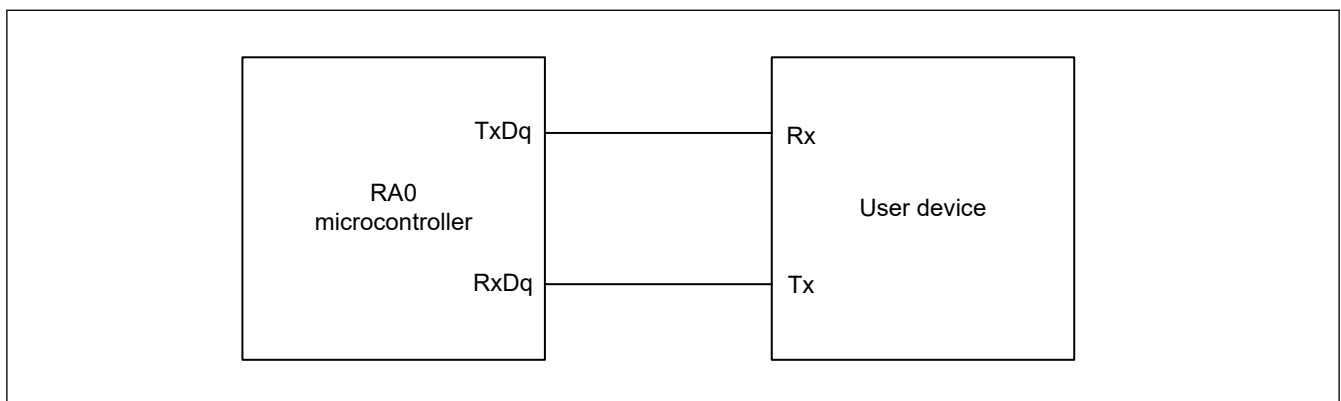 TxDq
Rx
RA0
microcontroller
User device
RxDq
Tx